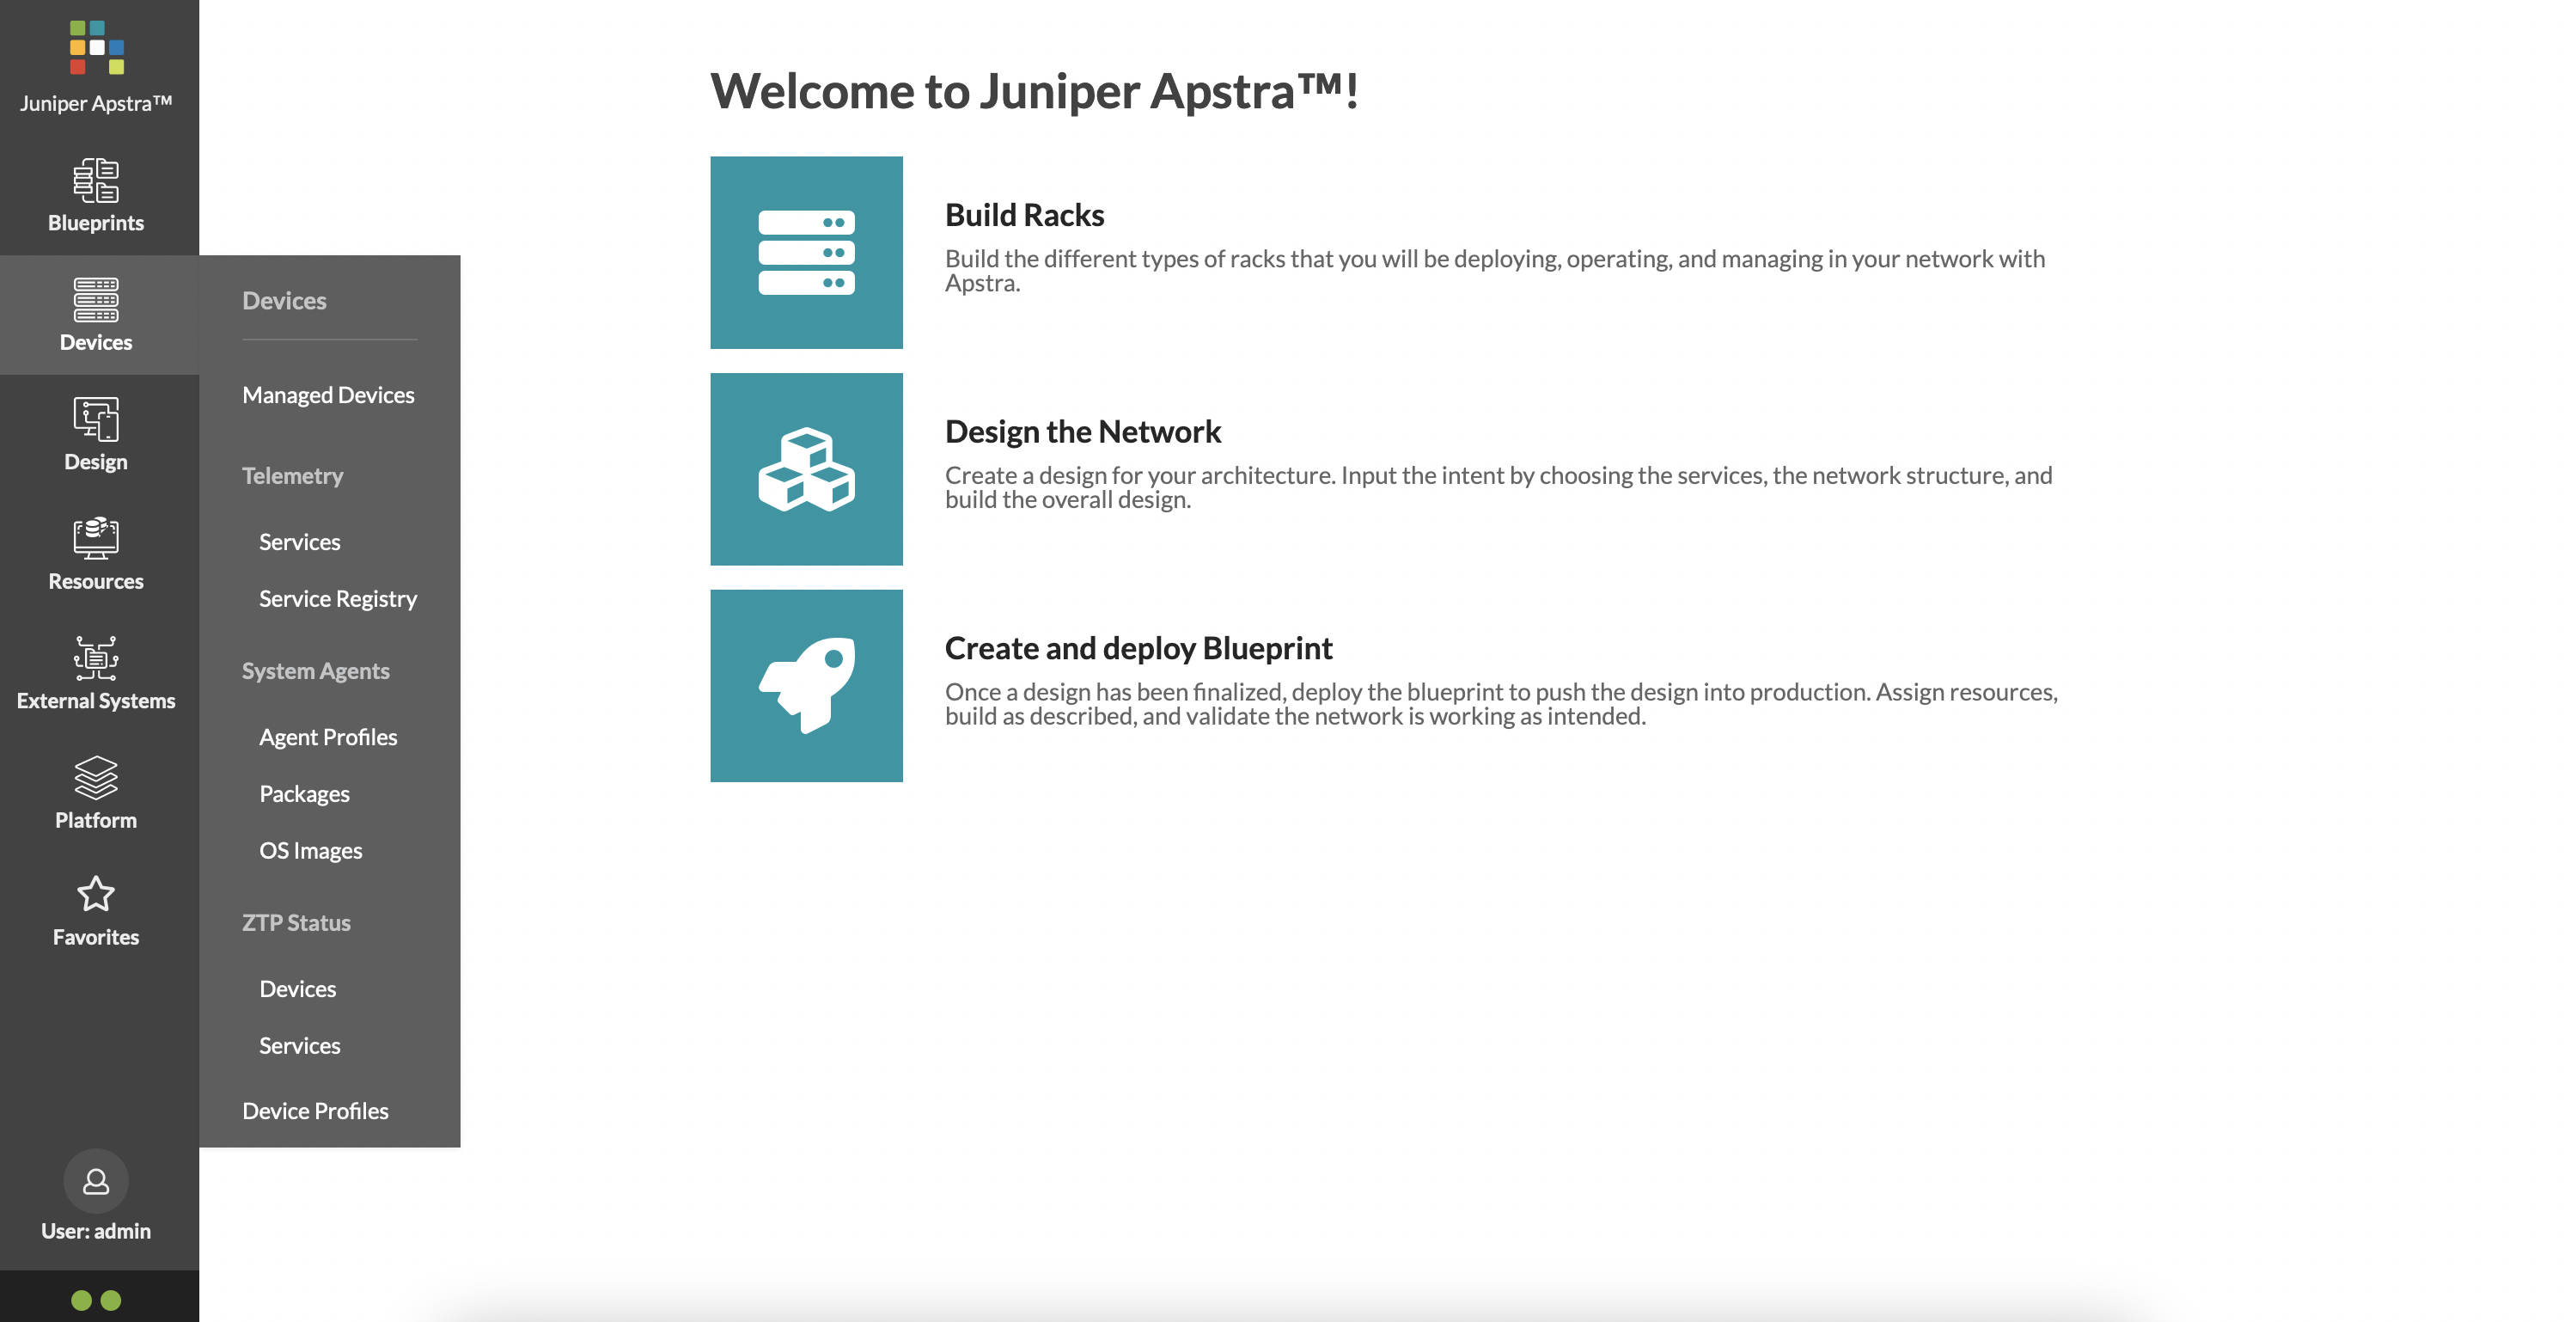 Juniper Apstra™
Blueprints
Devices
Design
Resources
External Systems
Platform
Favorites
User: admin
Devices
Managed Devices
Telemetry
Services
Service Registry
System Agents
Agent Profiles
Packages
OS Images
ZTP Status
Devices
Services
Device Profiles
Welcome to Juniper Apstra™!
Build Racks
Build the different types of racks that you will be deploying, operating, and managing in your network with
Apstra.
Design the Network
Create a design for your architecture. Input the intent by choosing the services, the network structure, and
build the overall design.
Create and deploy Blueprint
Once a design has been finalized, deploy the blueprint to push the design into production. Assign resources,
build as described, and validate the network is working as intended.